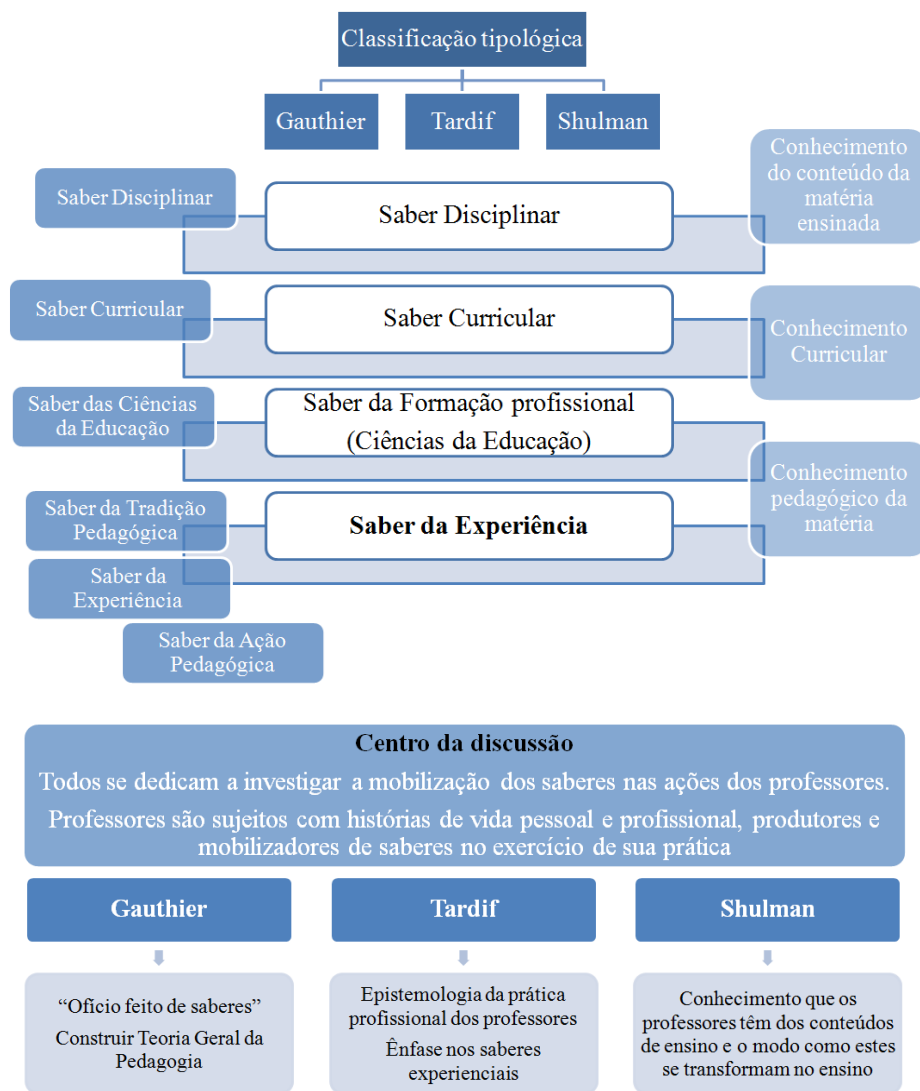 Classificação tipológica
Gauthier
Tardif
Shulman
Saber Disciplinar
Saber Disciplinar
Conhecimento
do conteúdo da
matéria
ensinada
Saber Curricular
Saber Curricular
Conhecimento
Curricular
Saber das Ciências
da Educação
Saber da Formação profissional
(Ciências da Educação)
Conhecimento
pedagógico da
matéria
Saber da Tradição
Pedagógica
Saber da Experiência
Saber da
Experiência
Saber da Ação
Pedagógica
Centro da discussão
Todos se dedicam a investigar a mobilização dos saberes nas ações dos professores.
Professores são sujeitos com histórias de vida pessoal e profissional, produtores e
mobilizadores de saberes no exercício de sua prática
Gauthier
Tardif
Shulman
“Ofício feito de saberes”
Construir Teoria Geral da
Pedagogia
Epistemologia da prática
profissional dos professores
Ênfase nos saberes
experienciais
Conhecimento que os
professores têm dos conteúdos
de ensino e o modo como estes
se transformam no ensino